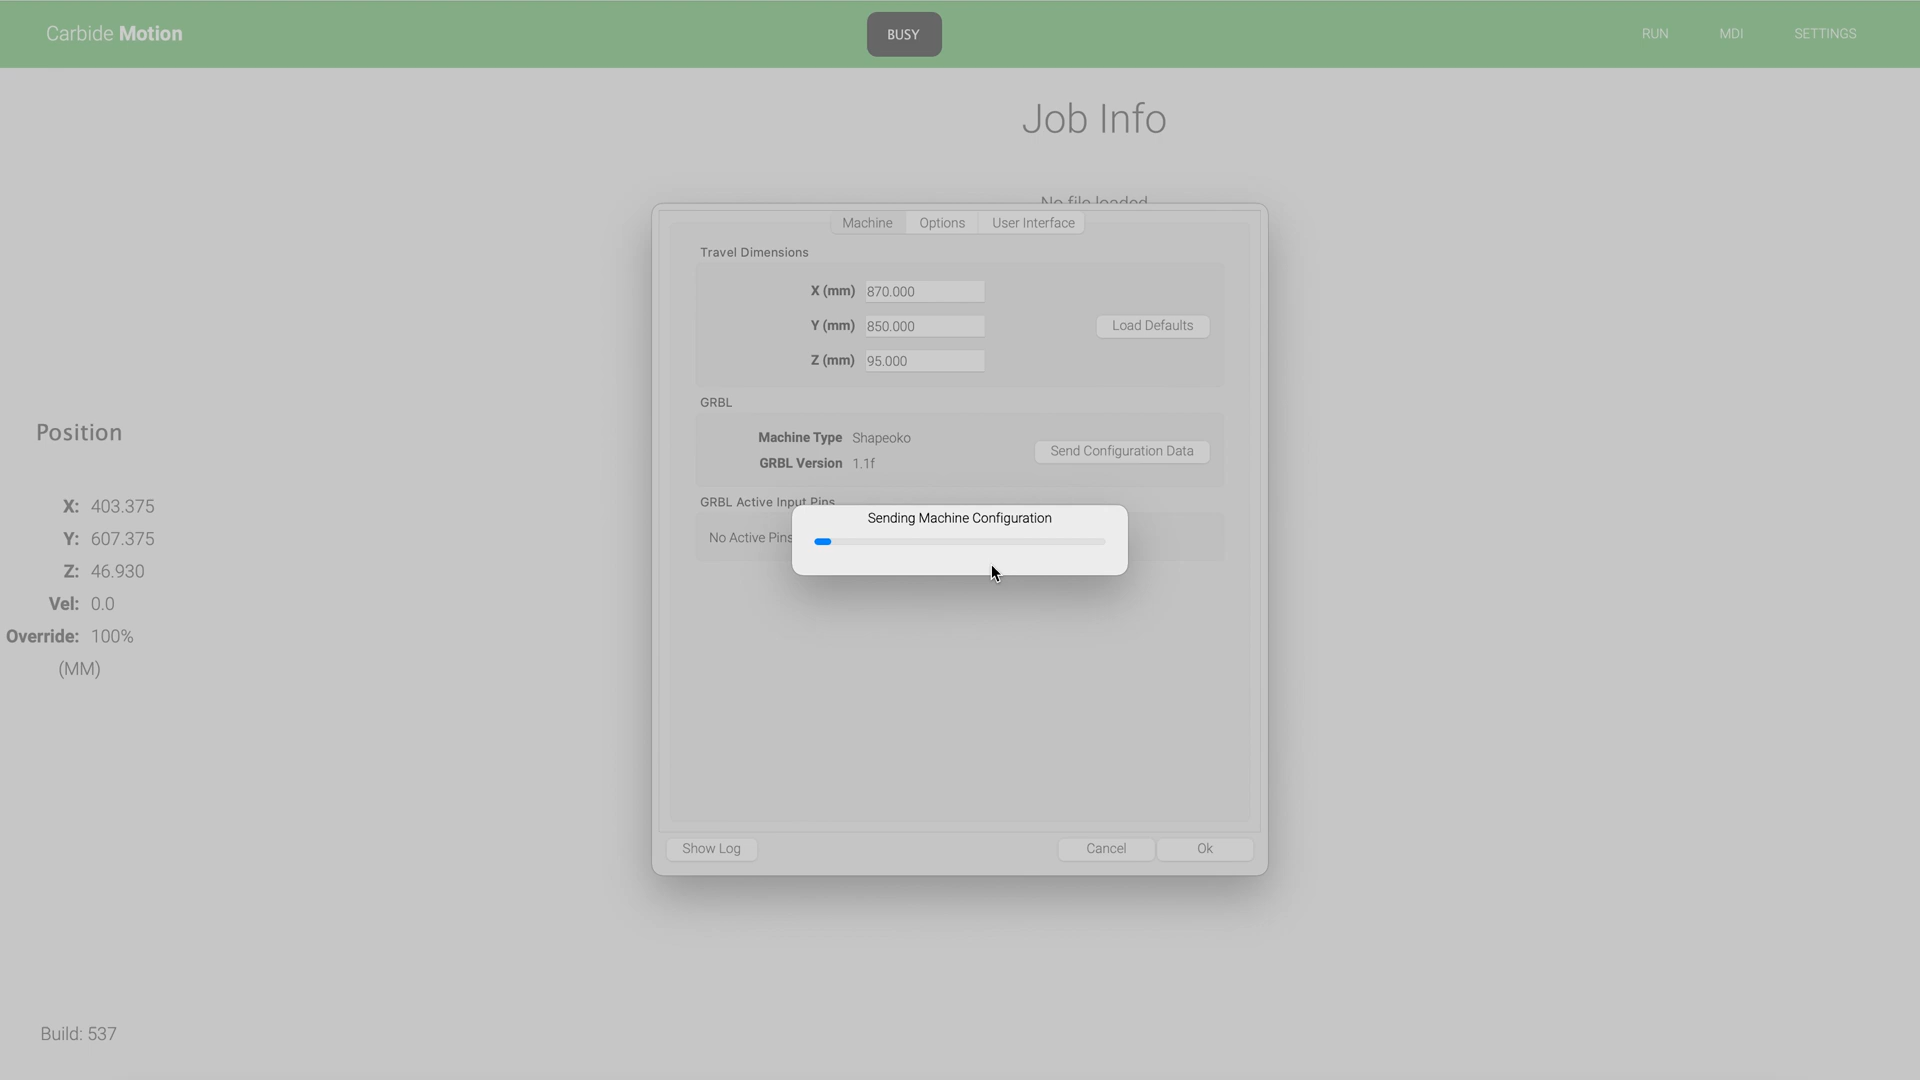 Carbide Motion
BUSY
RUN
MDI
SETTINGS
Job Info
No file loaded
Machine
Options
User Interface
Travel Dimensions
X (mm) 870.000
Y (mm) 850.000
Load Defaults
Z (mm) 95.000
GRBL
Machine Type Shapeoko
Send Configuration Data
GRBL Version 1.1f
GRBL Active Input Pins
No Active Pins
Sending Machine Configuration
Position
X: 403.375
Y: 607.375
Z: 46.930
Vel: 0.0
Override: 100%
(MM)
Show Log
Cancel
Ok
Build: 537